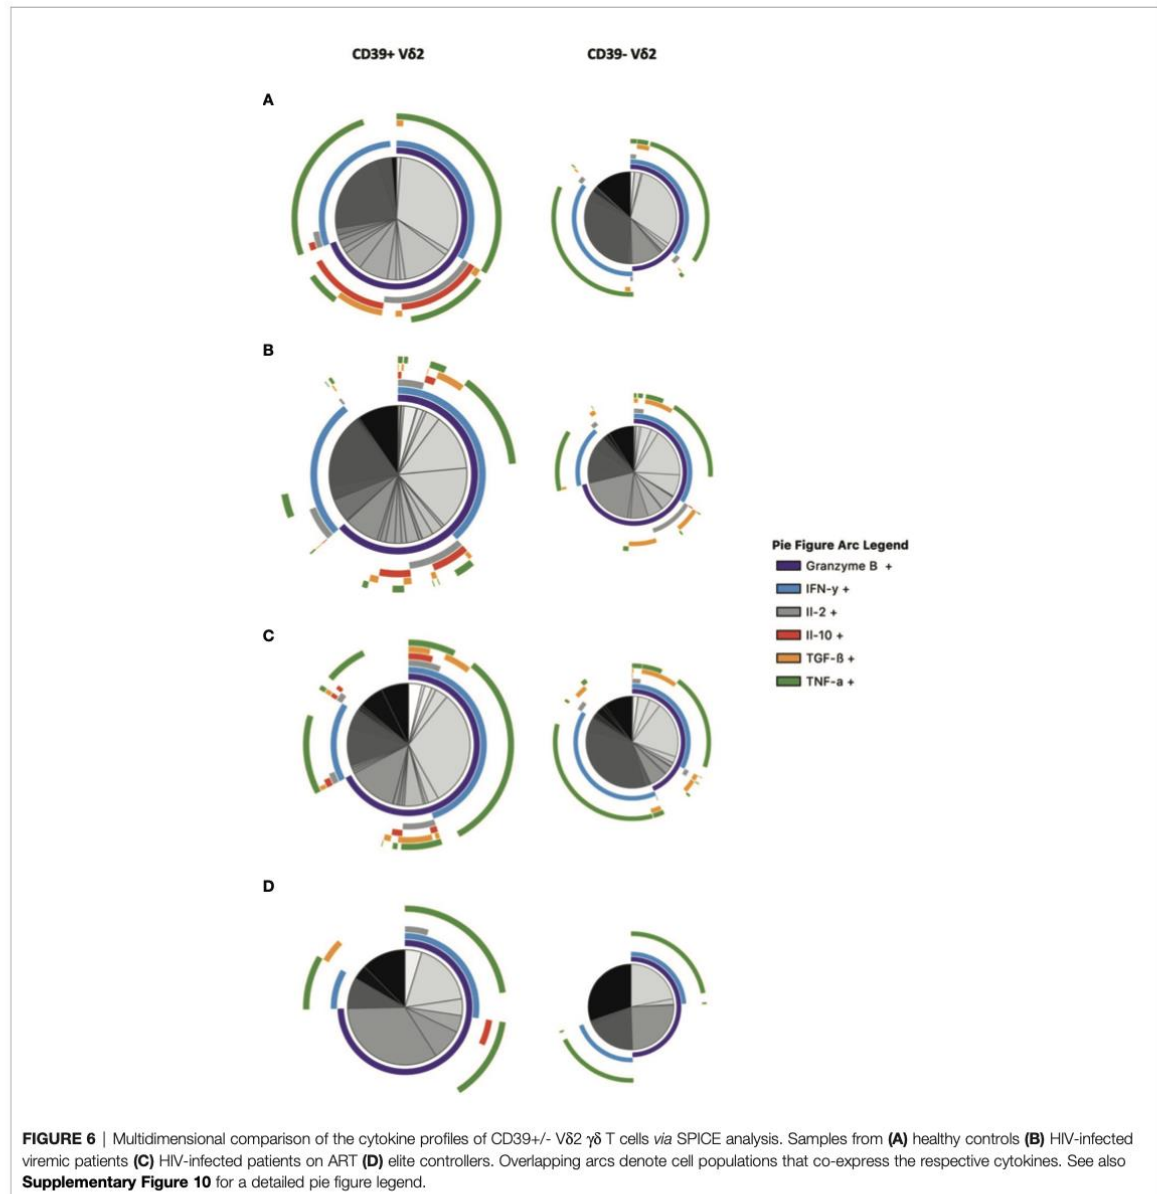 CD39+ Vδ2
CD39- Vδ2
A
B
Pie Figure Arc Legend
Granzyme B +
IFN-y +
Il-2 +
Il-10 +
TGF-ß +
TNF-a +
C
D
FIGURE 6 | Multidimensional comparison of the cytokine profiles of CD39+/- Vδ2 γδ T cells via SPICE analysis. Samples from (A) healthy controls (B) HIV-infected
viremic patients (C) HIV-infected patients on ART (D) elite controllers. Overlapping arcs denote cell populations that co-express the respective cytokines. See also
Supplementary Figure 10 for a detailed pie figure legend.